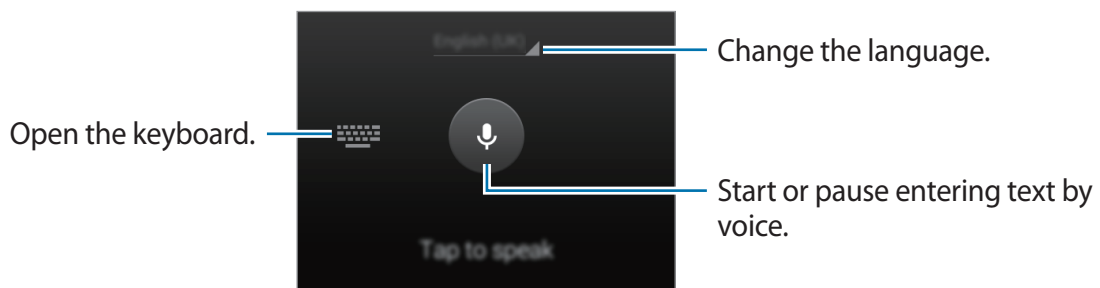 English (UK)
Change the language.
Open the keyboard.
Start or pause entering text by
voice.
Tap to speak